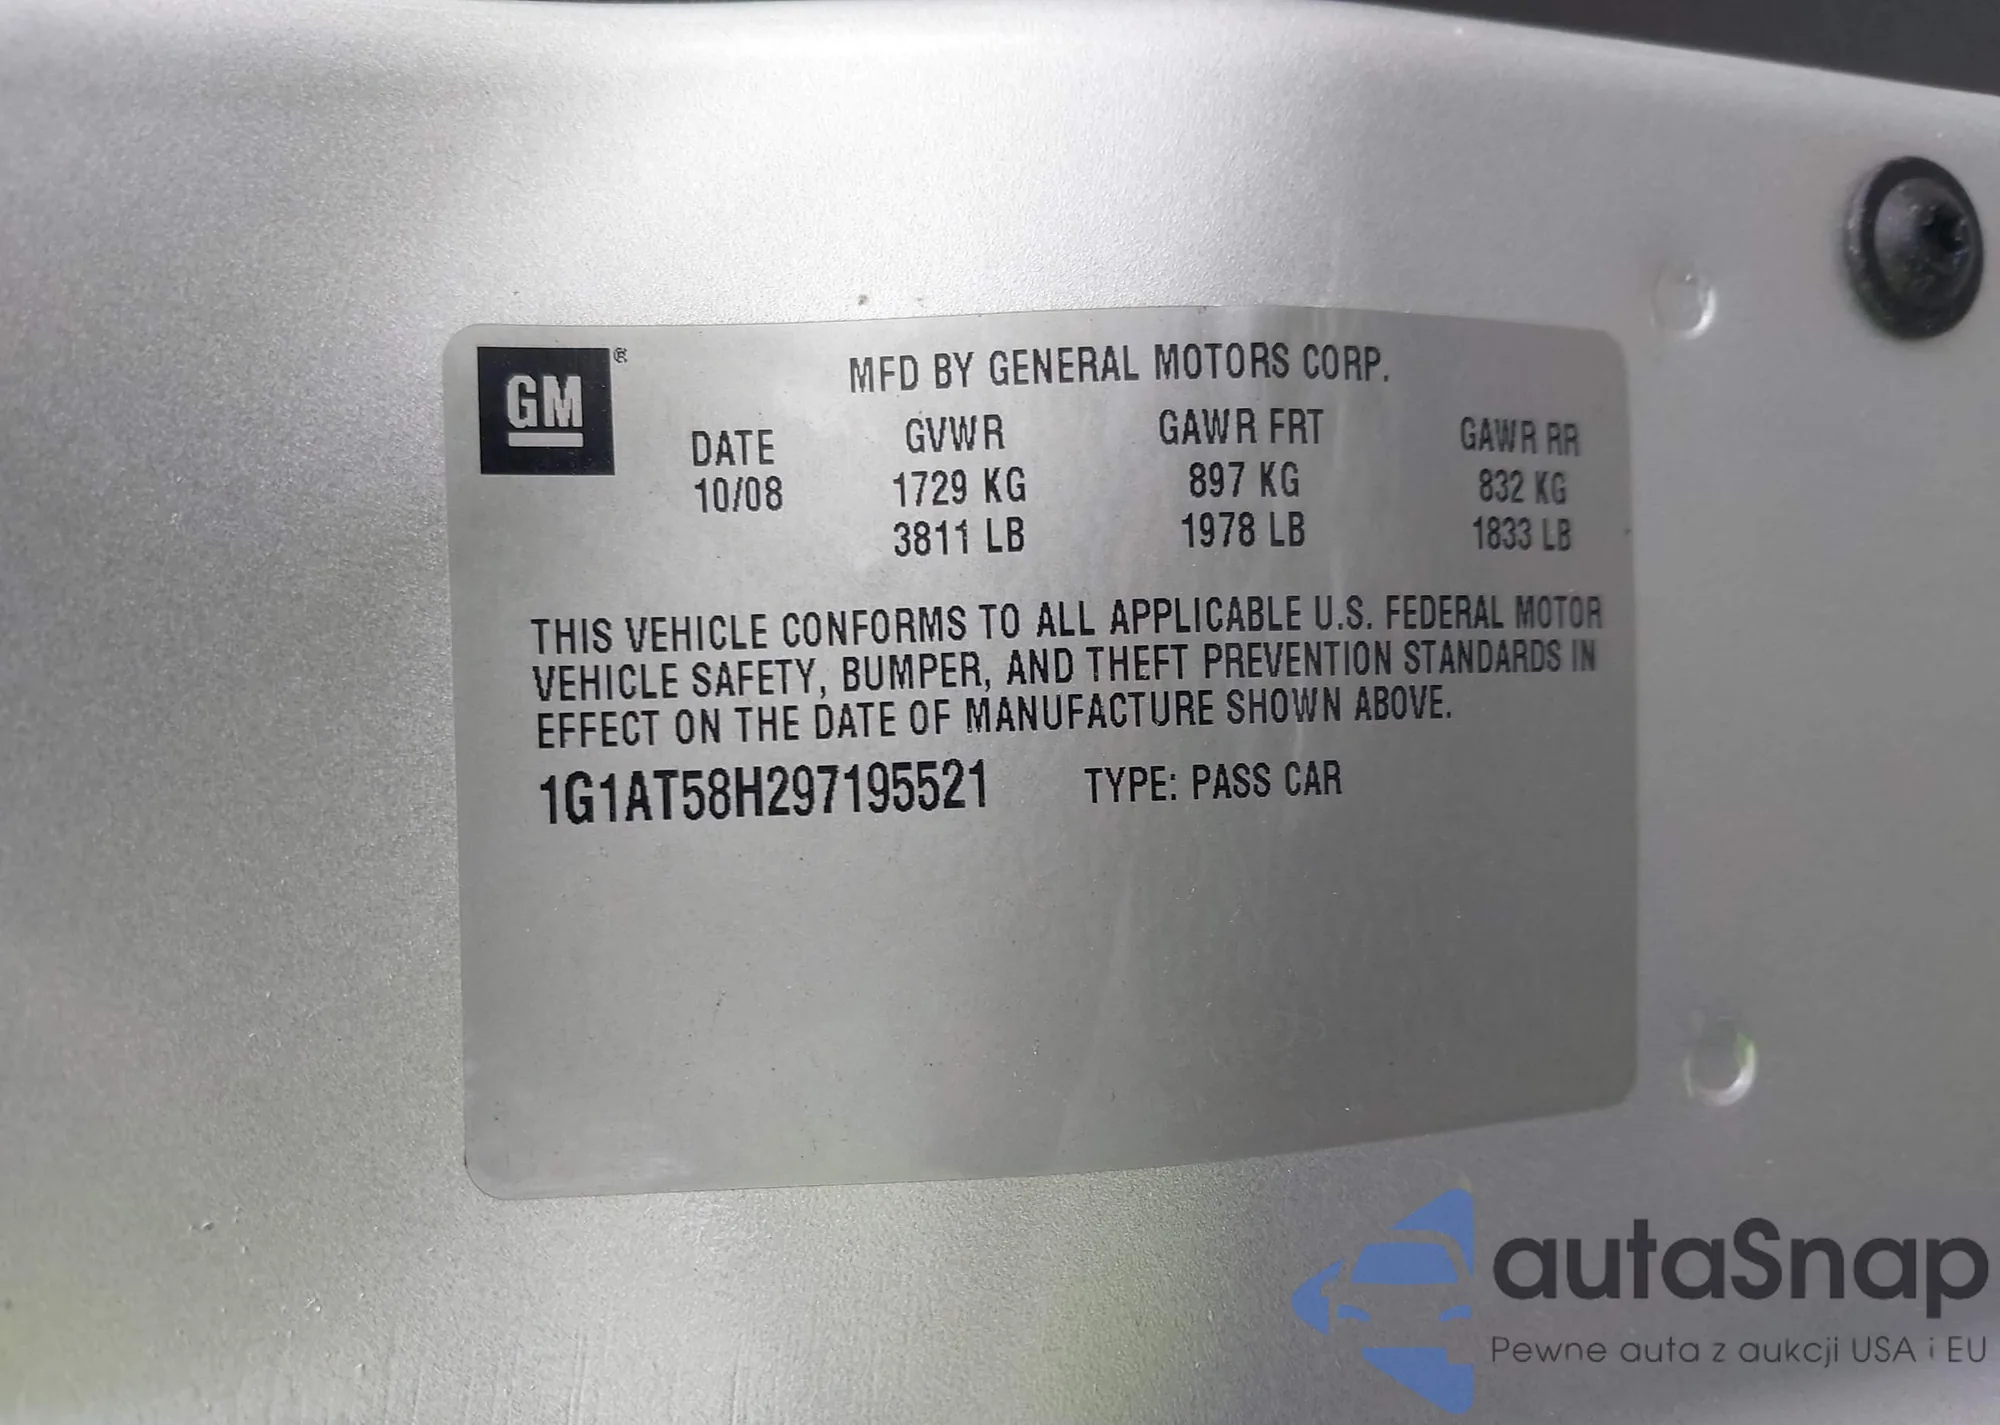 GM®
MFD BY GENERAL MOTORS CORP.
DATE GVWR GAWR FRT GAWR RR
10/08 1729 KG 897 KG 832 KG
3811 LB 1978 LB 1833 LB
THIS VEHICLE CONFORMS TO ALL APPLICABLE U.S. FEDERAL MOTOR
VEHICLE SAFETY, BUMPER, AND THEFT PREVENTION STANDARDS IN
EFFECT ON THE DATE OF MANUFACTURE SHOWN ABOVE.
1G1AT58H297195521 TYPE: PASS CAR
autaSnap
Pewne auta z aukcji USA i EU